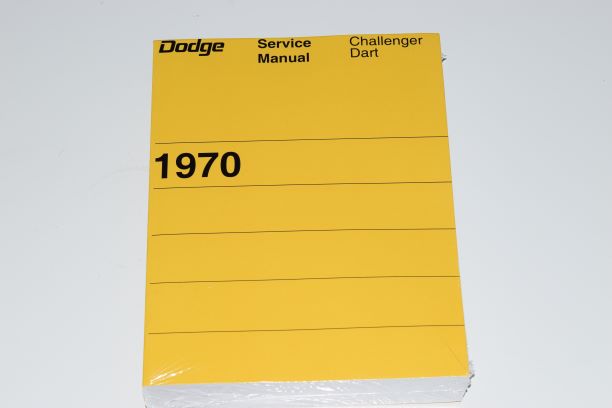 Dodge
Service
Manual
Challenger
Dart
1970